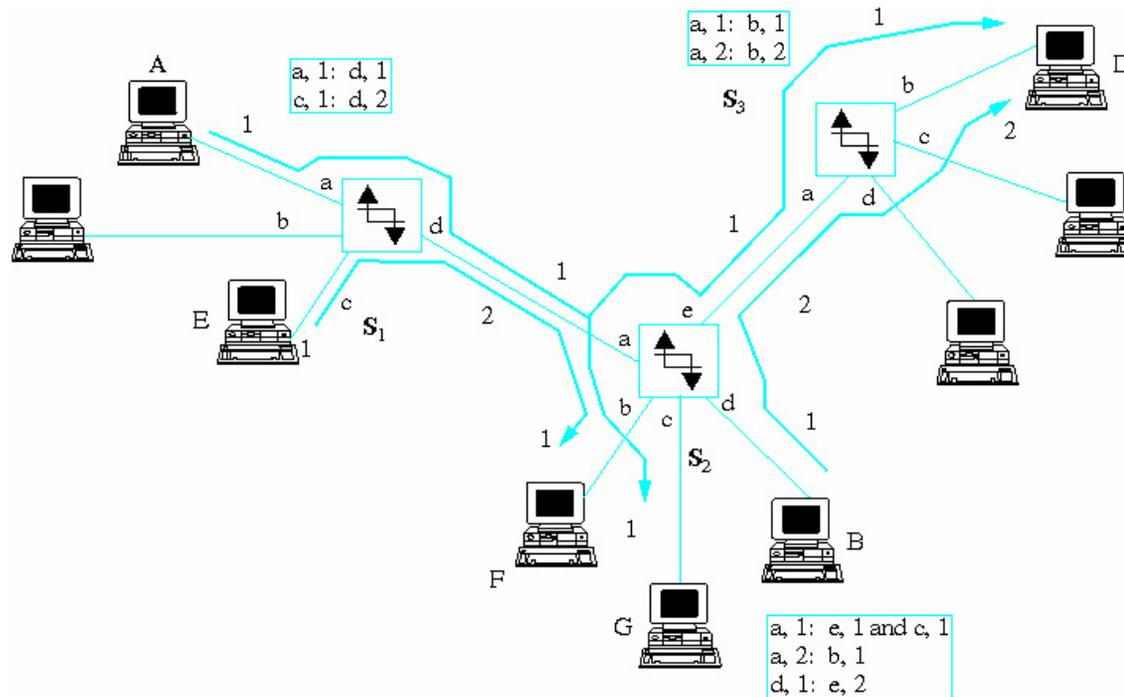 a, 1: b, 1
a, 2: b, 2
1
A
a, 1: d, 1
c, 1: d, 2
D
b
S3
1
2
c
a
a
d
b
d
1
1
c
2
2
e
E
S1
a
1
b
d
c
1
1
S2
1
B
F
G
a, 1: e, 1 and c, 1
a, 2: b, 1
d, 1: e, 2